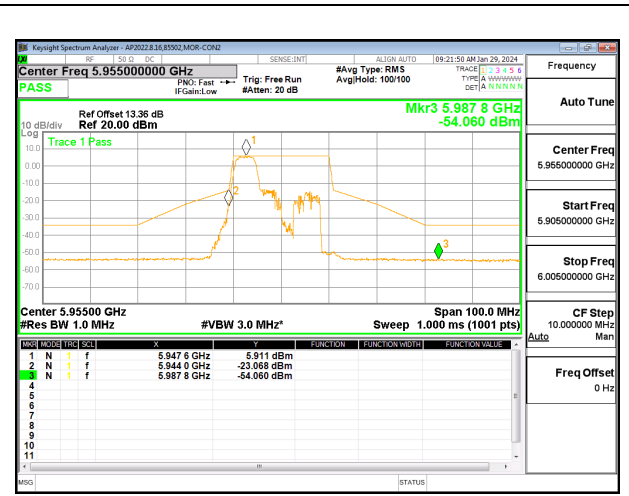 Keysight Spectrum Analyzer - AP2022.8.16,85502,MOR-CON2
RF 50 Ω DC SENSE:INT ALIGN AUTO 09:21:50 AM Jan 29, 2024
Center Freq 5.955000000 GHz
PASS
PNO: Fast
IFGain:Low
Trig: Free Run
#Atten: 20 dB
#Avg Type: RMS
Avg|Hold: 100/100
TRACE 1 2 3 4 5 6
TYPE A WWWWW
DET A N N N N N
Ref Offset 13.36 dB
Ref 20.00 dBm
10 dB/div
Log
Mkr3 5.987 8 GHz
-54.060 dBm
Trace 1 Pass
10.0
0.00
-10.0
-20.0
-30.0
-40.0
-50.0
-60.0
-70.0
1
2
3
Center 5.95500 GHz Span 100.0 MHz
#Res BW 1.0 MHz #VBW 3.0 MHz* Sweep 1.000 ms (1001 pts)
MKR MODE TRC SCL X Y FUNCTION FUNCTION WIDTH FUNCTION VALUE
1 N 1 f 5.947 6 GHz 5.911 dBm
2 N 1 f 5.944 0 GHz -23.068 dBm
3 N 1 f 5.987 8 GHz -54.060 dBm
4
5
6
7
8
9
10
11
MSG STATUS
Frequency
Auto Tune
Center Freq
5.955000000 GHz
Start Freq
5.905000000 GHz
Stop Freq
6.005000000 GHz
CF Step
10.000000 MHz
Auto Man
Freq Offset
0 Hz